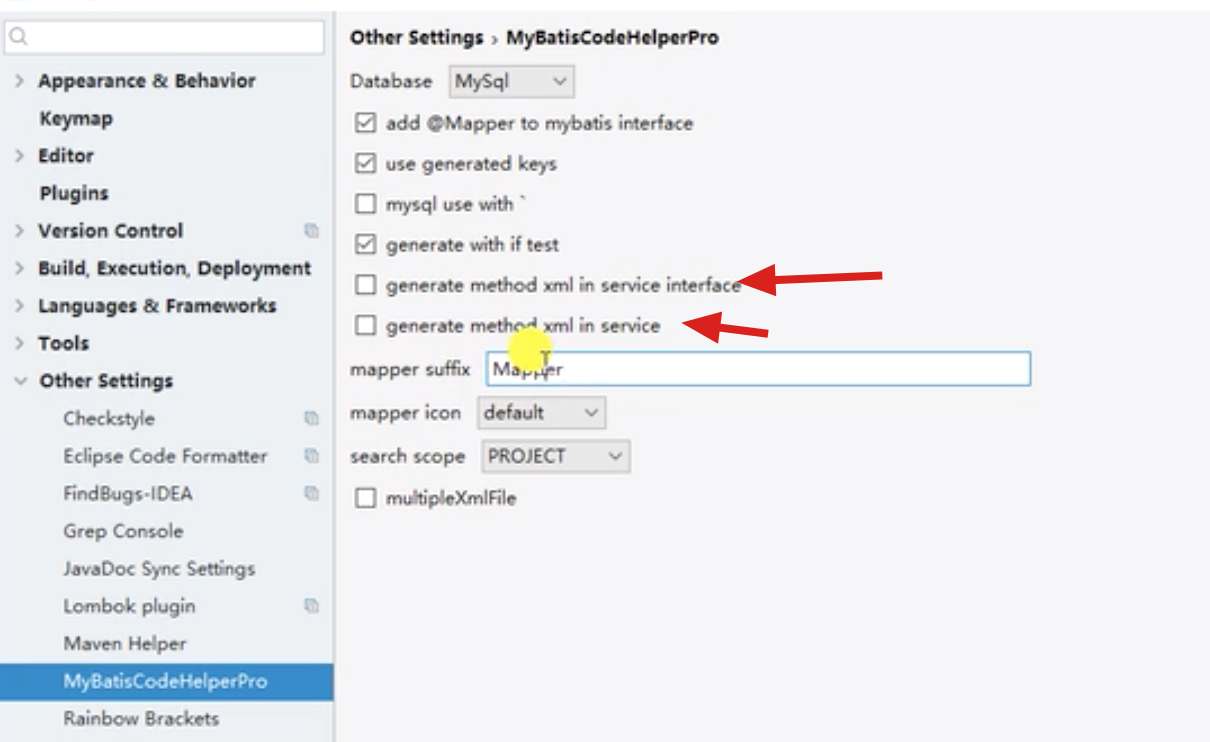 Other Settings › MyBatisCodeHelperPro
Appearance & Behavior
Keymap
Editor
Plugins
Version Control
Build, Execution, Deployment
Languages & Frameworks
Tools
Other Settings
Checkstyle
Eclipse Code Formatter
FindBugs-IDEA
Grep Console
JavaDoc Sync Settings
Lombok plugin
Maven Helper
MyBatisCodeHelperPro
Rainbow Brackets
Database MySql
add @Mapper to mybatis interface
use generated keys
mysql use with `
generate with if test
generate method xml in service interface
generate method xml in service
mapper suffix Mapper
mapper icon default
search scope PROJECT
multipleXmlFile